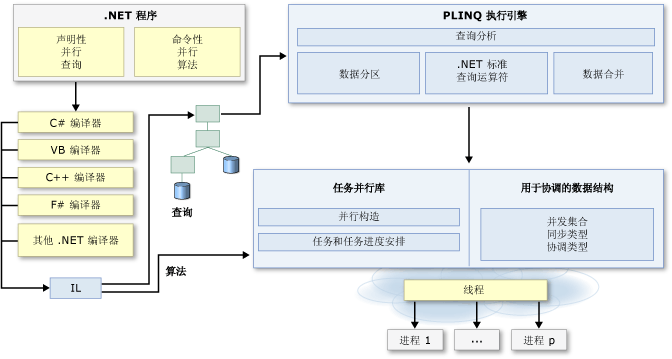 .NET 程序
声明性
并行
查询
命令性
并行
算法
C# 编译器
VB 编译器
C++ 编译器
F# 编译器
其他 .NET 编译器
IL
查询
算法
PLINQ 执行引擎
查询分析
数据分区
.NET 标准
查询运算符
数据合并
任务并行库
并行构造
任务和任务进度安排
用于协调的数据结构
并发集合
同步类型
协调类型
线程
进程 1
...
进程 p